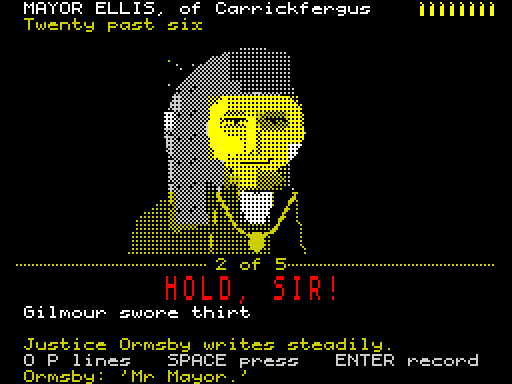 MAYOR ELLIS, of Carrickfergus
Twenty past six
2 of 5
HOLD, SIR!
Gilmour swore thirt
Justice Ormsby writes steadily.
O P lines   SPACE press   ENTER record
Ormsby: 'Mr Mayor.'